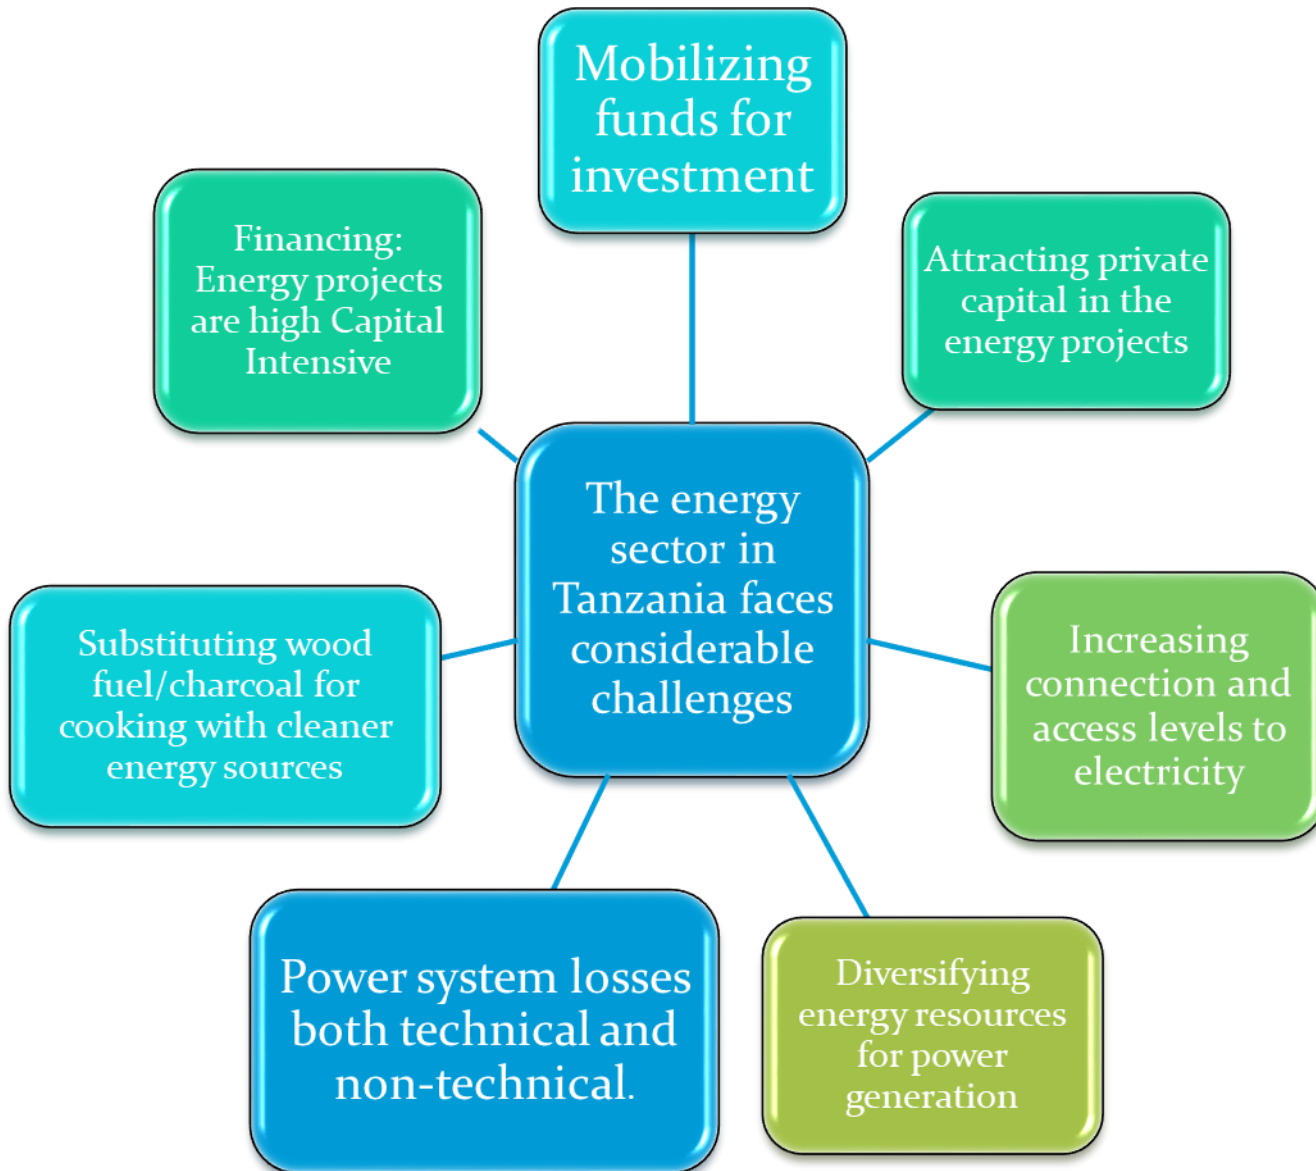 Mobilizing
funds for
investment
Financing:
Energy projects
are high Capital
Intensive
Attracting private
capital in the
energy projects
The energy
sector in
Tanzania faces
considerable
challenges
Substituting wood
fuel/charcoal for
cooking with cleaner
energy sources
Increasing
connection and
access levels to
electricity
Power system losses
both technical and
non-technical.
Diversifying
energy resources
for power
generation